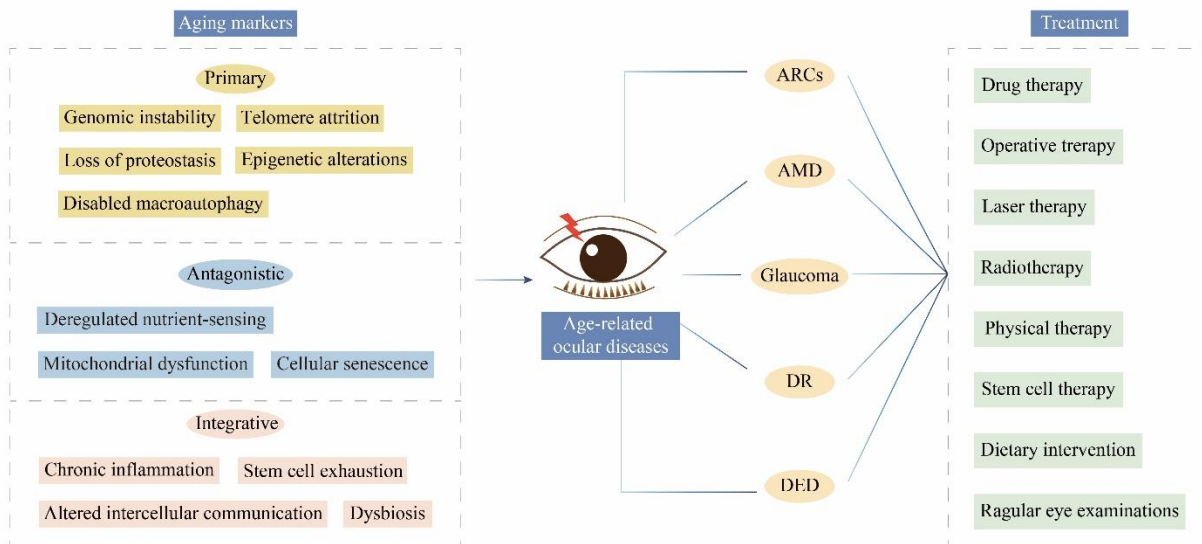 Aging markers
Primary
Genomic instability
Telomere attrition
Loss of proteostasis
Epigenetic alterations
Disabled macroautophagy
Antagonistic
Deregulated nutrient-sensing
Mitochondrial dysfunction
Cellular senescence
Integrative
Chronic inflammation
Stem cell exhaustion
Altered intercellular communication
Dysbiosis
Age-related
ocular diseases
ARCs
AMD
Glaucoma
DR
DED
Treatment
Drug therapy
Operative trerapy
Laser therapy
Radiotherapy
Physical therapy
Stem cell therapy
Dietary intervention
Ragular eye examinations